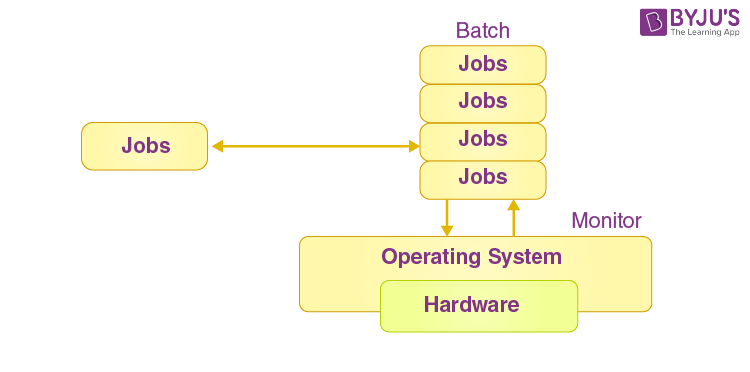 BYJU'S
The Learning App
Batch
Jobs
Jobs
Jobs
Jobs
Jobs
Monitor
Operating System
Hardware